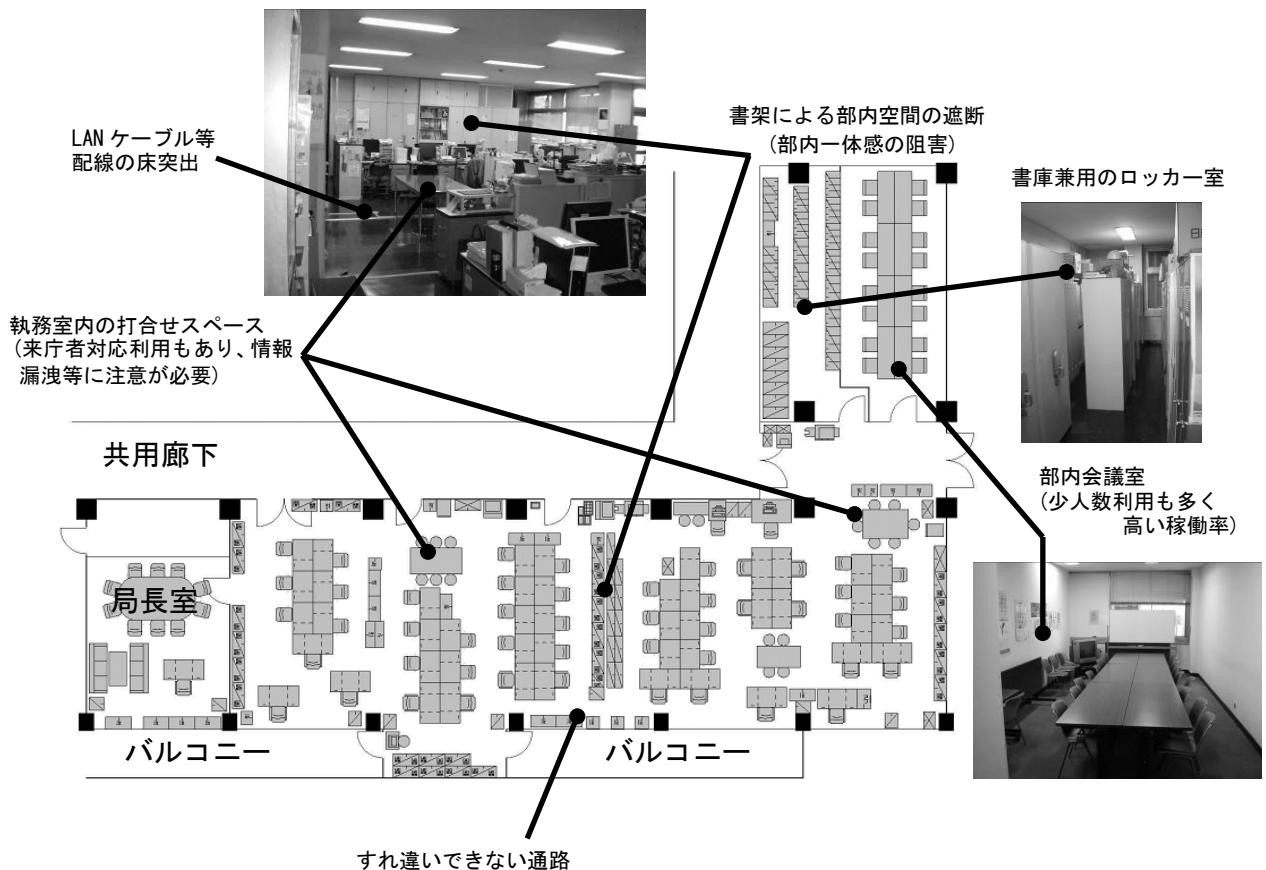 LANケーブル等
配線の床突出
書架による部内空間の遮断
(部内一体感の阻害)
書庫兼用のロッカー室
執務室内の打合せスペース
(来庁者対応利用もあり、情報
漏洩等に注意が必要)
共用廊下
部内会議室
(少人数利用も多く
高い稼働率)
局長室
バルコニー
バルコニー
すれ違いできない通路